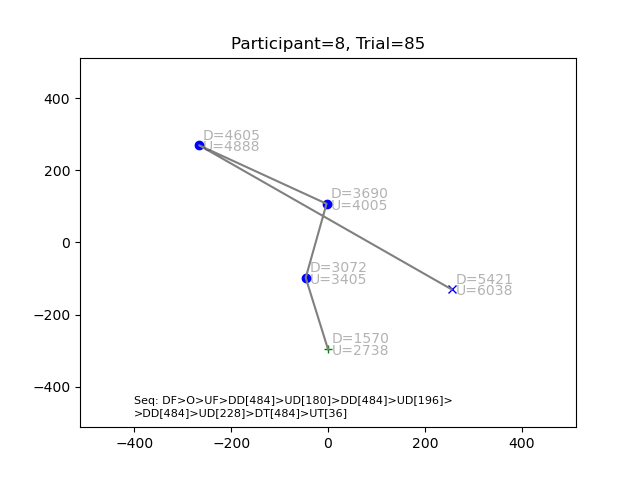 Participant=8, Trial=85
400
200
0
−200
−400
D=4605
U=4888
D=3690
U=4005
D=3072
U=3405
D=5421
U=6038
D=1570
U=2738
Seq: DF>O>UF>DD[484]>UD[180]>DD[484]>UD[196]>
>DD[484]>UD[228]>DT[484]>UT[36]
−400
−200
0
200
400